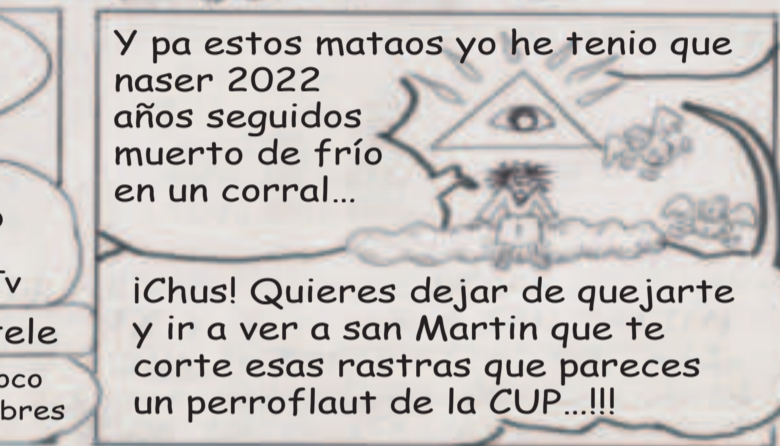 Y pa estos mataos yo he tenio que
naser 2022
años seguidos
muerto de frío
en un corral...
¡Chus! Quieres dejar de quejarte
y ir a ver a san Martin que te
corte esas rastras que pareces
un perroflaut de la CUP...!!!
Tv
tele
oco
bres